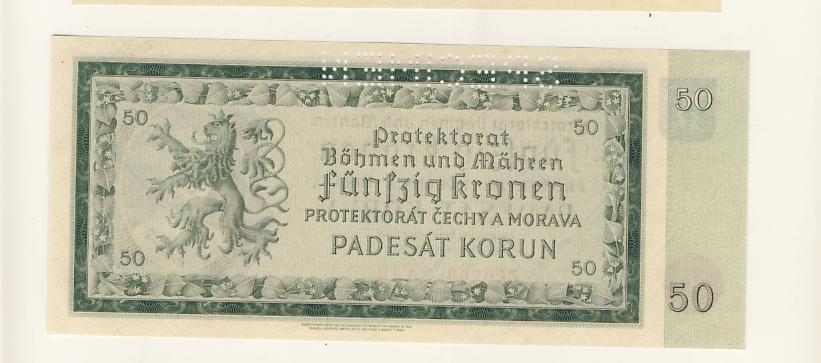 50
50
50
Protektorat
Böhmen und Mähren
Fünfzig Kronen
PROTEKTORÁT ČECHY A MORAVA
PADESÁT KORUN
50
50
50